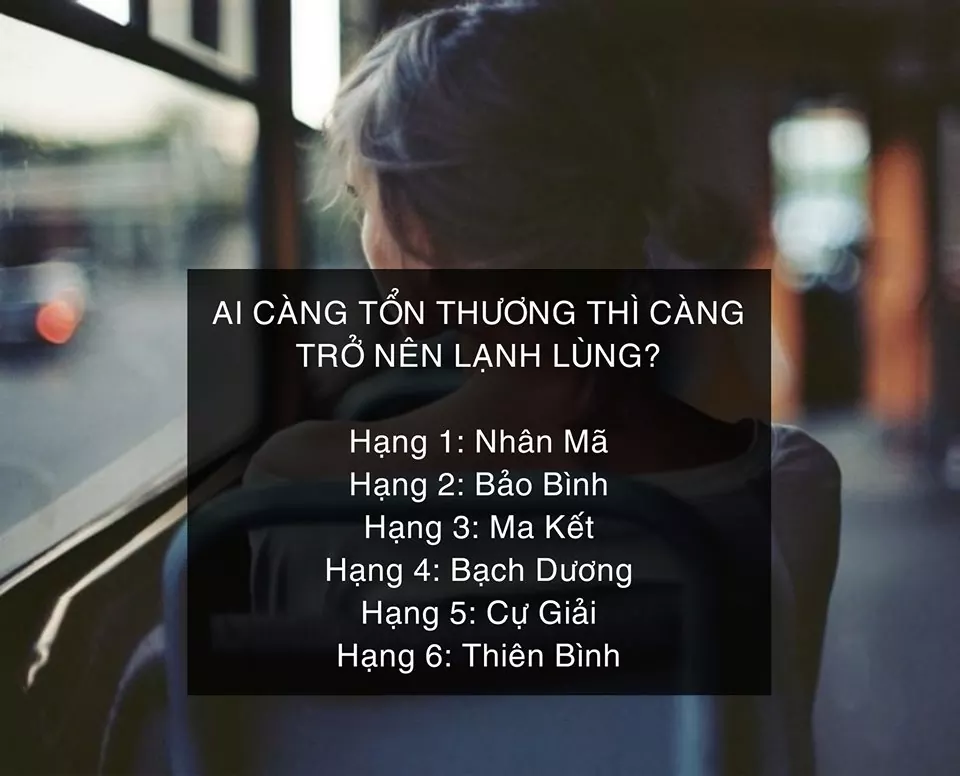 AI CÀNG TỔN THƯƠNG THÌ CÀNG
TRỞ NÊN LẠNH LÙNG?
Hạng 1: Nhân Mã
Hạng 2: Bảo Bình
Hạng 3: Ma Kết
Hạng 4: Bạch Dương
Hạng 5: Cự Giải
Hạng 6: Thiên Bình